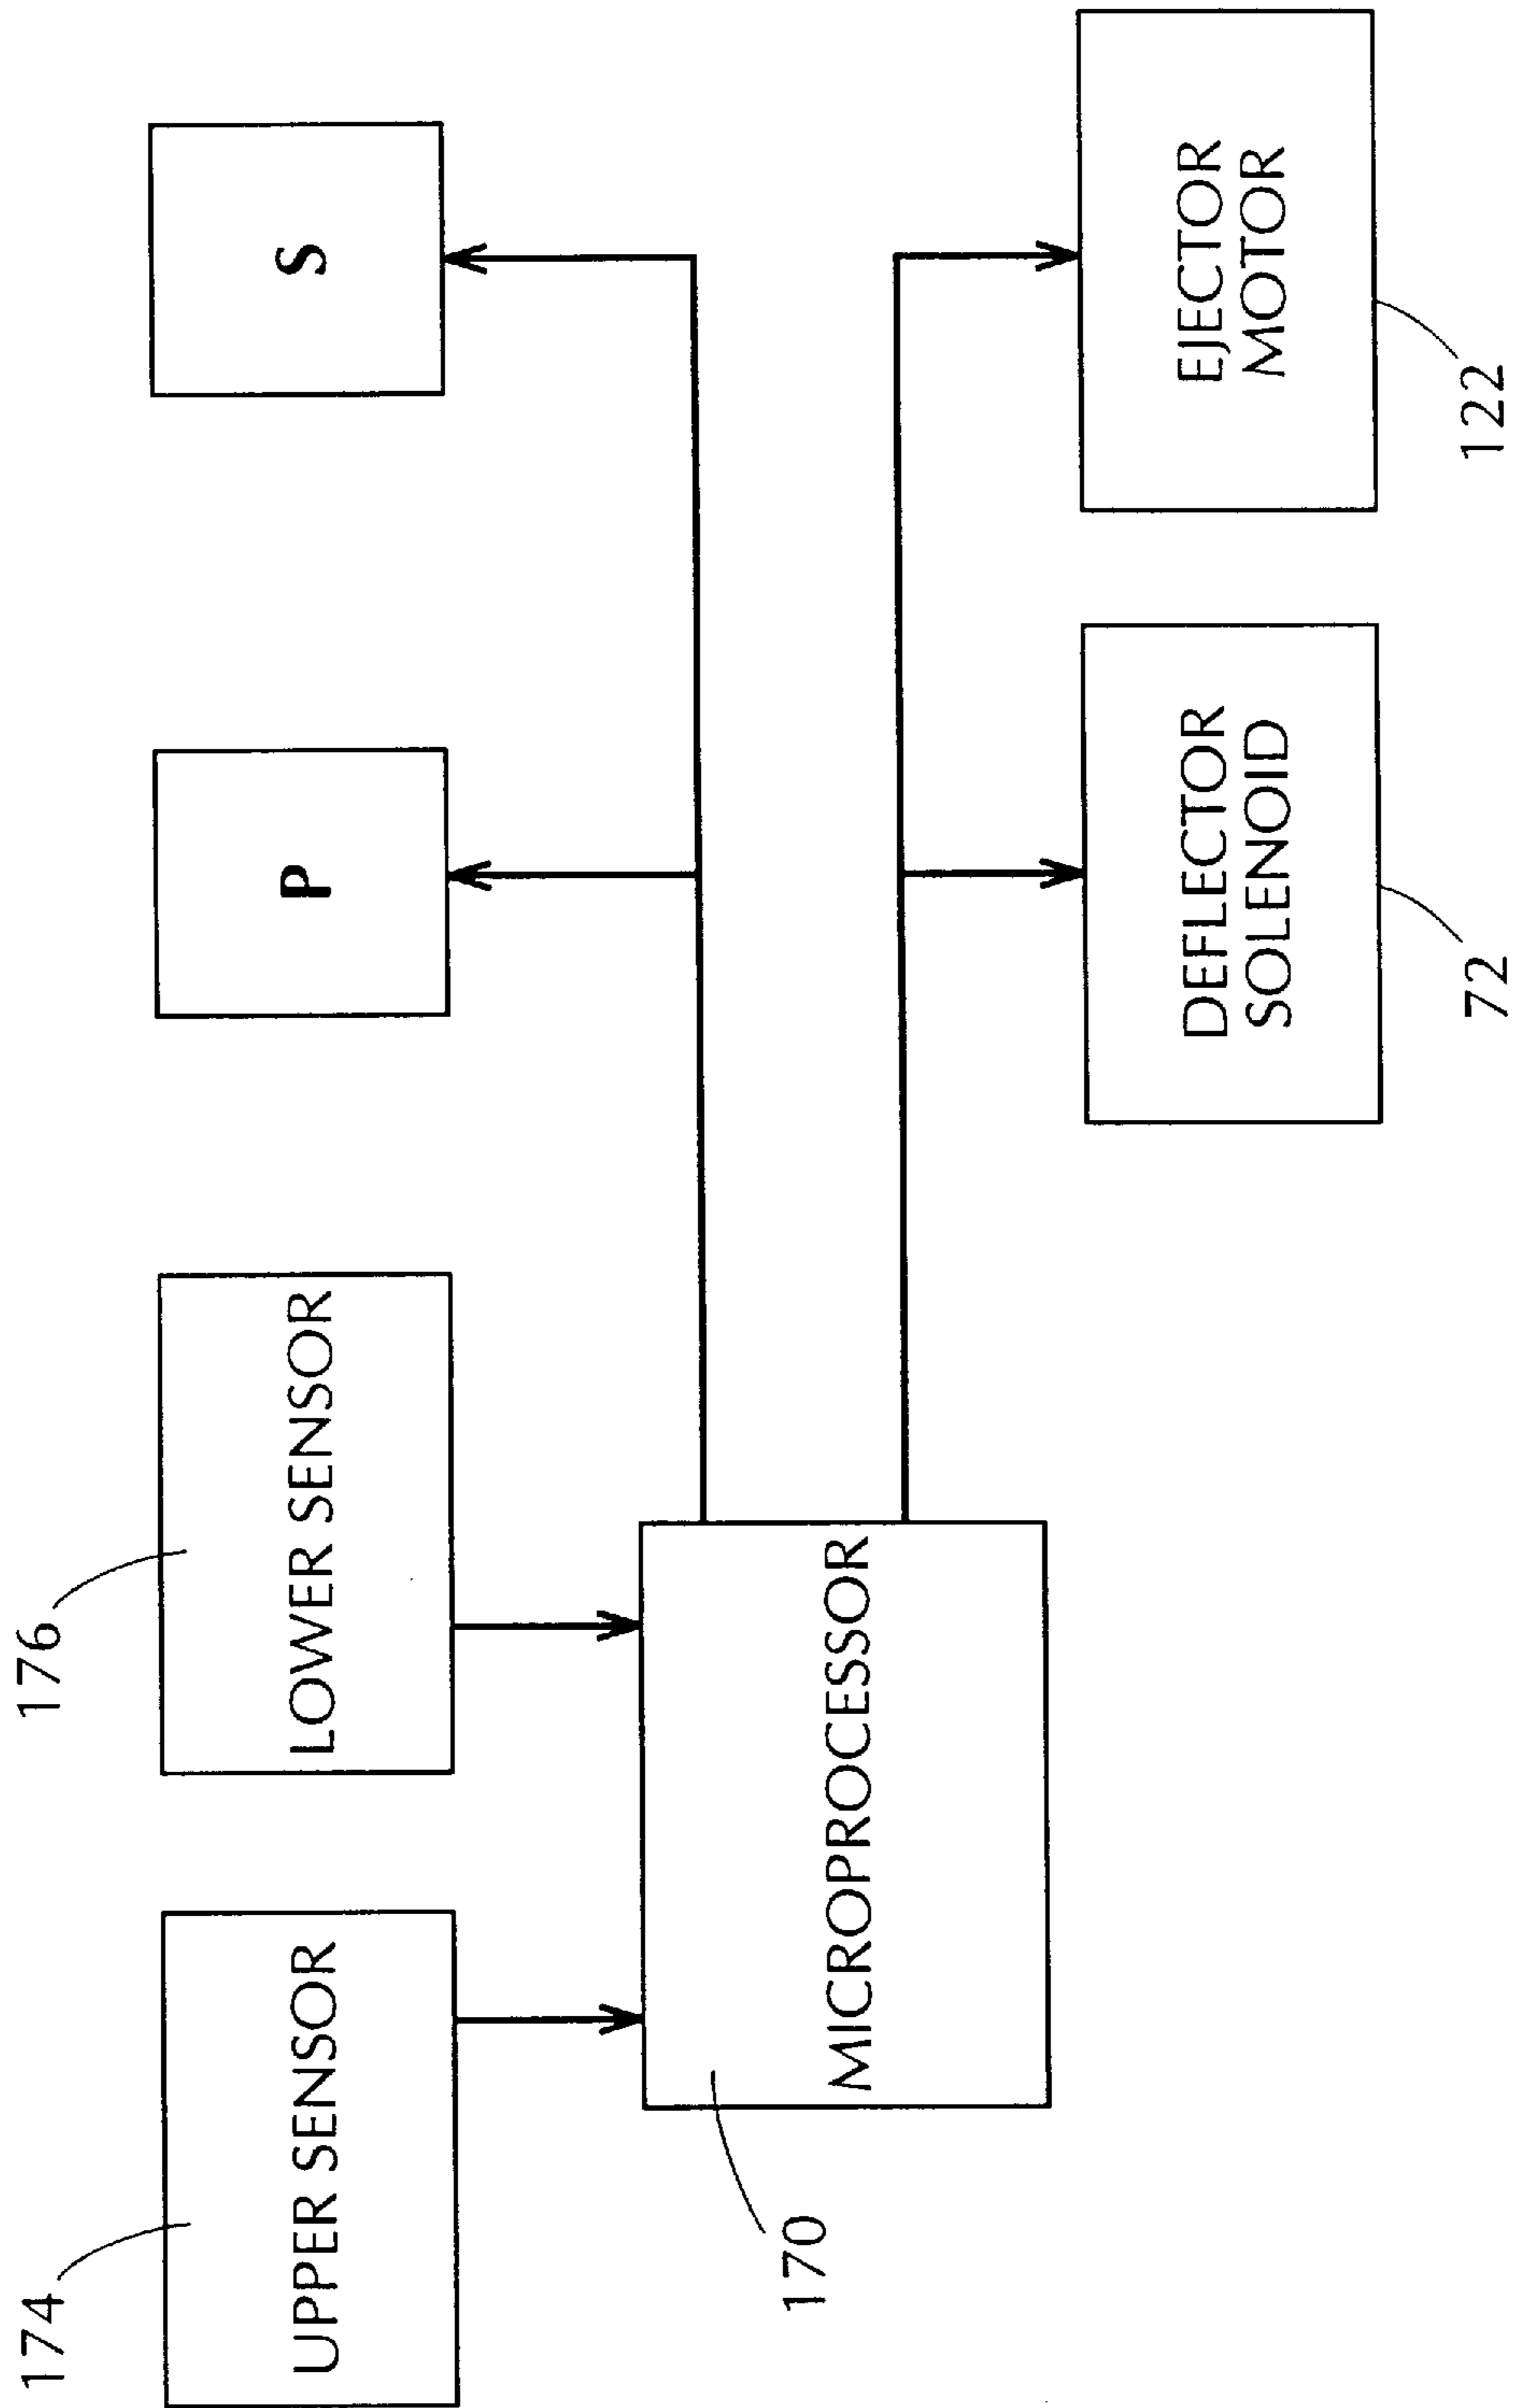 174
UPPER SENSOR
176
LOWER SENSOR
P
S
170
MICROPROCESSOR
DEFLECTOR
SOLENOID
72
EJECTOR
MOTOR
122